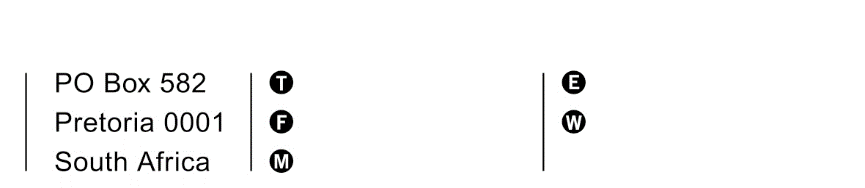 PO Box 582
Pretoria 0001
South Africa
T
F
M
E
W